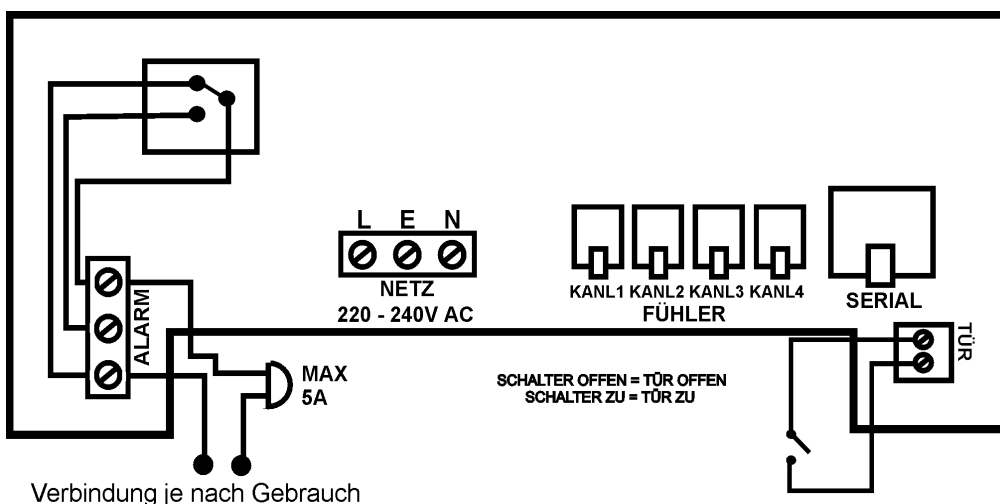 L E N
NETZ
220 - 240V AC
KANL1 KANL2 KANL3 KANL4
FÜHLER
SERIAL
ALARM
TÜR
MAX
5A
SCHALTER OFFEN = TÜR OFFEN
SCHALTER ZU = TÜR ZU
Verbindung je nach Gebrauch